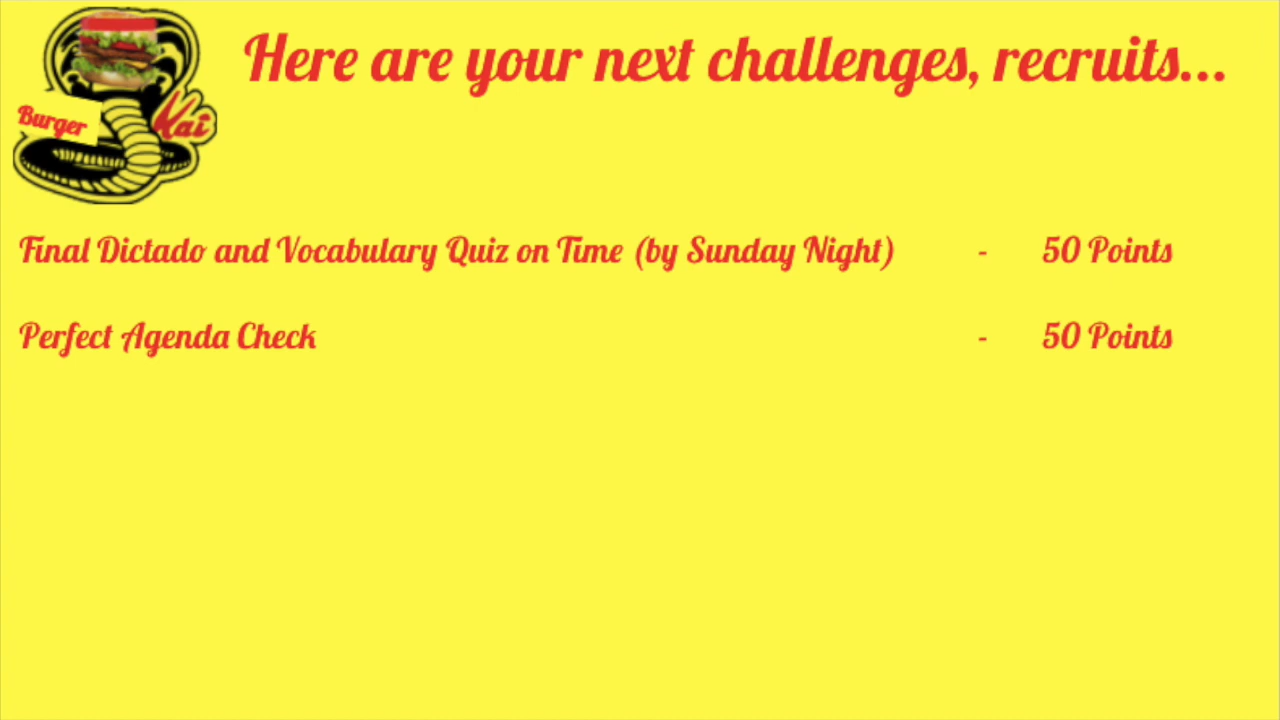 Here are your next challenges, recruits...
Burger Kai
Final Dictado and Vocabulary Quiz on Time (by Sunday Night) - 50 Points
Perfect Agenda Check - 50 Points